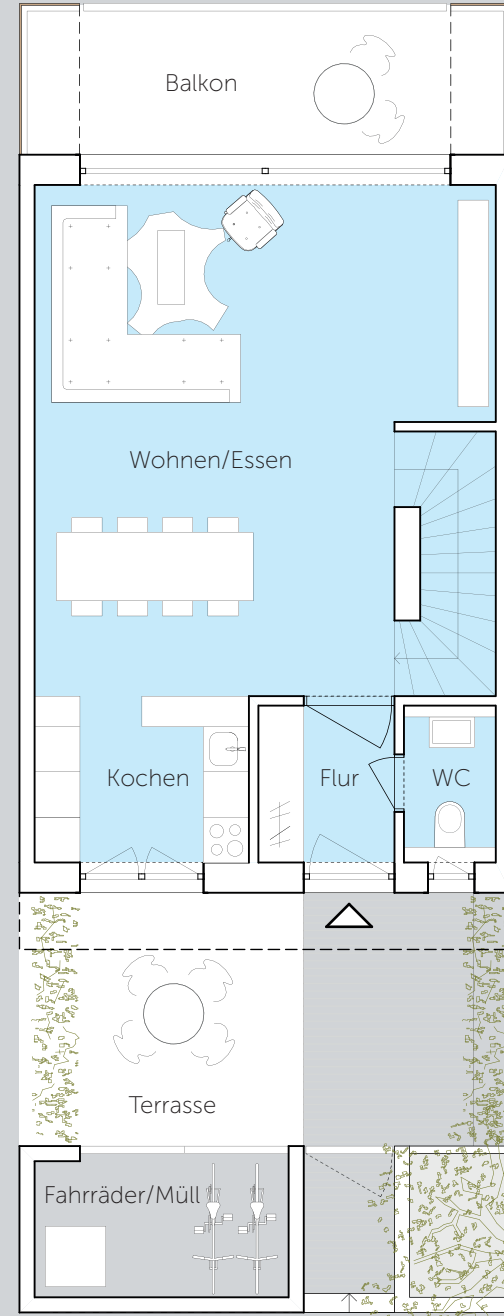 Balkon
Wohnen/Essen
Kochen
Flur
WC
Terrasse
Fahrräder/Müll